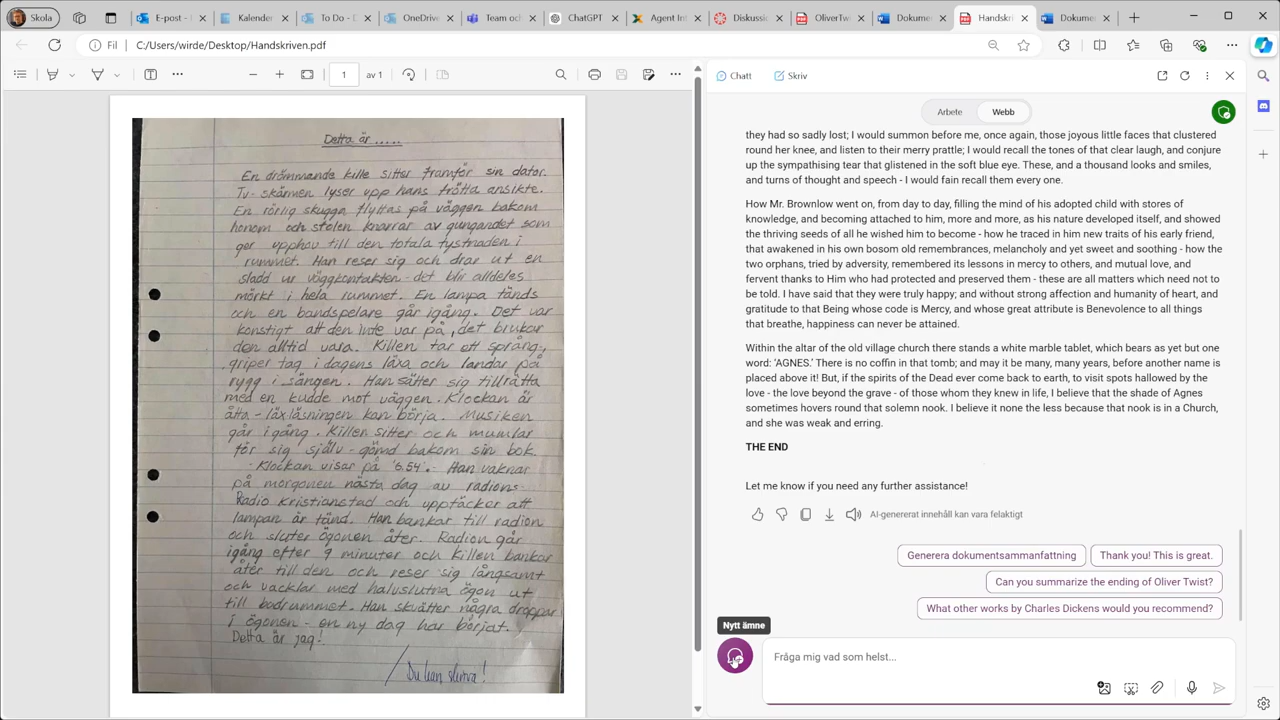 Skola
E-post -
Kalender
To Do - D
OneDrive
Team och
ChatGPT
Agent Inf
Diskussio
OliverTw
Dokume
Handskri
Dokume
Fil
C:/Users/wirde/Desktop/Handskriven.pdf
1 av 1
Detta är .....
En drömmande kille sitter framför sin dator.
Tv-skärmen lyser upp hans trötta ansikte.
En rörlig skugga flyttas på väggen bakom
honom och stolen knarrar av gungandet som
ger upphov till den totala tystnaden i
rummet. Han reser sig och drar ut en
sladd ur väggkontakten - det blir alldeles
mörkt i hela rummet. En lampa tänds
och en bandspelare går igång. Det var
konstigt att den inte var på, det brukar
den alltid vara. Killen tar ett språng,
griper tag i dagens läxa och landar på
rygg i sängen. Han sätter sig tillrätta
med en kudde mot väggen. Klockan är
åtta - läxläsningen kan börja. Musiken
går igång. Killen sitter och mumlar
för sig själv - gömd bakom sin bok.
- Klockan visar på "6.54". - Han vaknar
på morgonen nästa dag av radions
Radio Kristianstad och upptäcker att
lampan är tänd. Han bankar till radion
och sluter ögonen åter. Radion går
igång efter 9 minuter och killen bankar
åter till den och reser sig långsamt
och vacklar med halvslutna ögon ut
till badrummet. Han skvätter några droppar
i ögonen - en ny dag har börjat.
Detta är jag!
/ Du kan skriva!
Chatt
Skriv
Arbete
Webb
they had so sadly lost; I would summon before me, once again, those joyous little faces that clustered
round her knee, and listen to their merry prattle; I would recall the tones of that clear laugh, and conjure
up the sympathising tear that glistened in the soft blue eye. These, and a thousand looks and smiles,
and turns of thought and speech - I would fain recall them every one.
How Mr. Brownlow went on, from day to day, filling the mind of his adopted child with stores of
knowledge, and becoming attached to him, more and more, as his nature developed itself, and showed
the thriving seeds of all he wished him to become - how he traced in him new traits of his early friend,
that awakened in his own bosom old remembrances, melancholy and yet sweet and soothing - how the
two orphans, tried by adversity, remembered its lessons in mercy to others, and mutual love, and
fervent thanks to Him who had protected and preserved them - these are all matters which need not to
be told. I have said that they were truly happy; and without strong affection and humanity of heart, and
gratitude to that Being whose code is Mercy, and whose great attribute is Benevolence to all things
that breathe, happiness can never be attained.
Within the altar of the old village church there stands a white marble tablet, which bears as yet but one
word: ‘AGNES.’ There is no coffin in that tomb; and may it be many, many years, before another name is
placed above it! But, if the spirits of the Dead ever come back to earth, to visit spots hallowed by the
love - the love beyond the grave - of those whom they knew in life, I believe that the shade of Agnes
sometimes hovers round that solemn nook. I believe it none the less because that nook is in a Church,
and she was weak and erring.
THE END
Let me know if you need any further assistance!
AI-genererat innehåll kan vara felaktigt
Generera dokumentsammanfattning
Thank you! This is great.
Can you summarize the ending of Oliver Twist?
What other works by Charles Dickens would you recommend?
Nytt ämne
Fråga mig vad som helst...